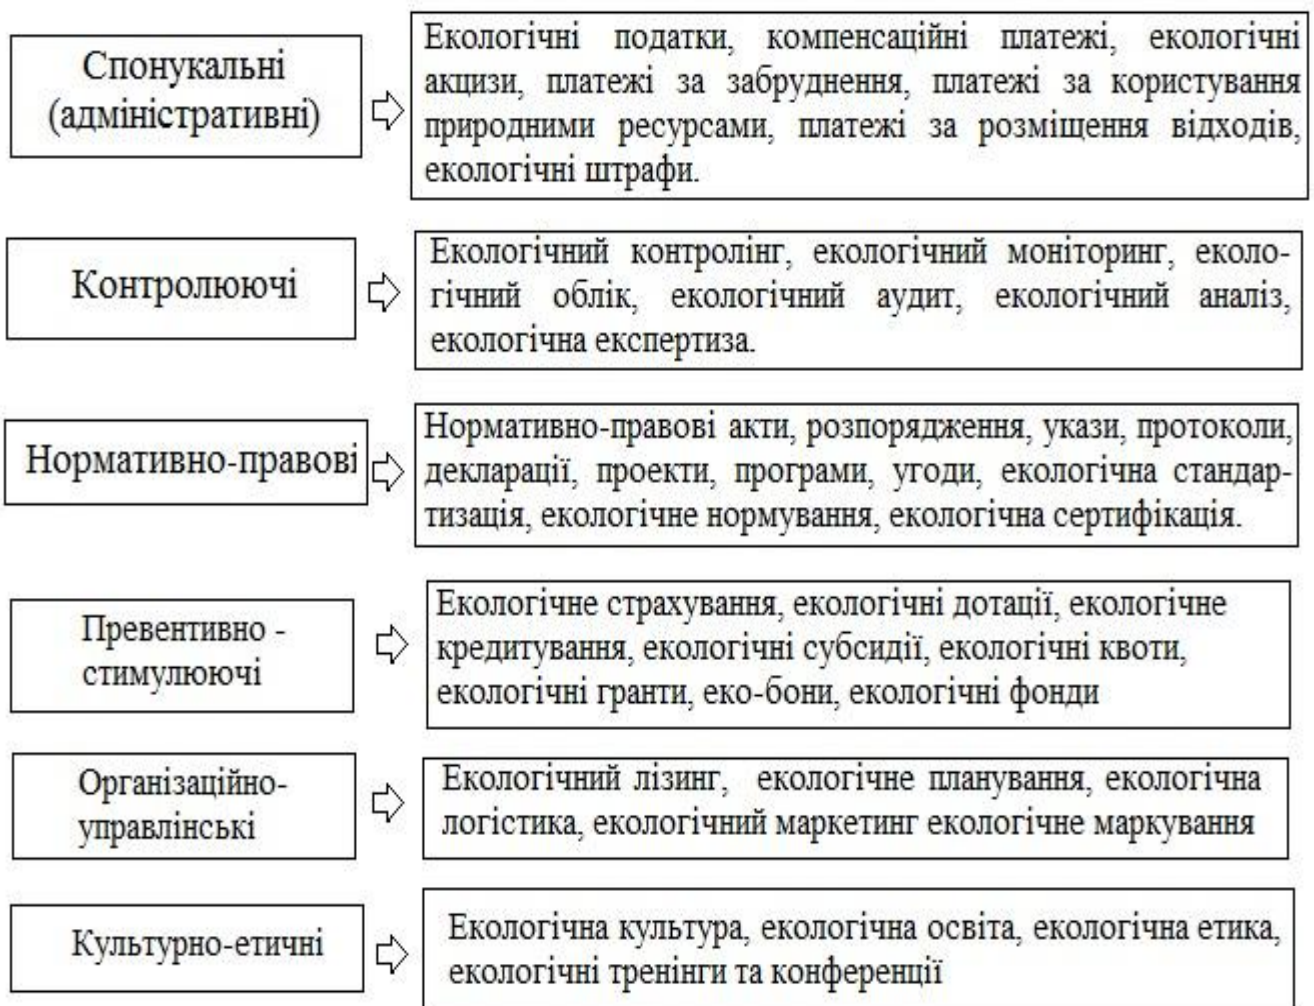 Спонукальні
(адміністративні)
Екологічні податки, компенсаційні платежі, екологічні
акцизи, платежі за забруднення, платежі за користування
природними ресурсами, платежі за розміщення відходів,
екологічні штрафи.
Контролюючі
Екологічний контролінг, екологічний моніторинг, еколо-
гічний облік, екологічний аудит, екологічний аналіз,
екологічна експертиза.
Нормативно-правові
Нормативно-правові акти, розпорядження, укази, протоколи,
декларації, проекти, програми, угоди, екологічна стандар-
тизація, екологічне нормування, екологічна сертифікація.
Превентивно -
стимулюючі
Екологічне страхування, екологічні дотації, екологічне
кредитування, екологічні субсидії, екологічні квоти,
екологічні гранти, еко-бони, екологічні фонди
Організаційно-
управлінські
Екологічний лізинг, екологічне планування, екологічна
логістика, екологічний маркетинг екологічне маркування
Культурно-етичні
Екологічна культура, екологічна освіта, екологічна етика,
екологічні тренінги та конференції